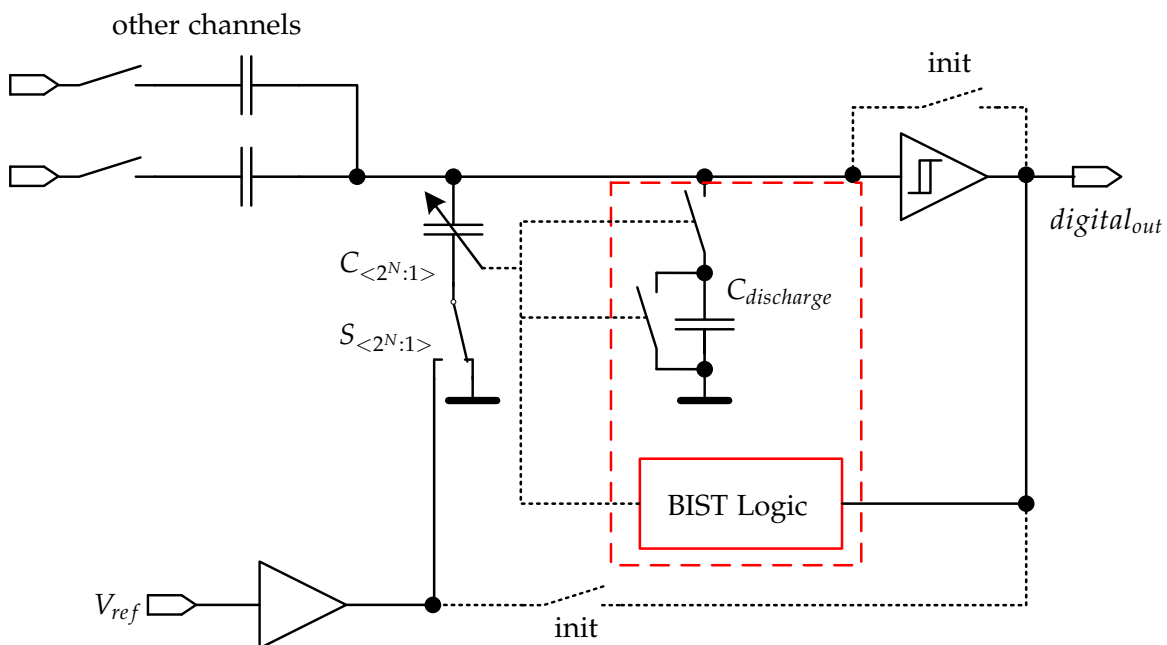 other channels
init
digital_out
C_<2^N:1>
C_discharge
S_<2^N:1>
BIST Logic
V_ref
init